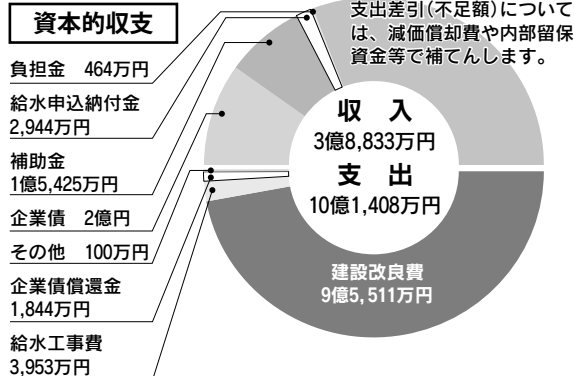 資本的収支
負担金 464万円
給水申込納付金
2,944万円
補助金
1億5,425万円
企業債 2億円
その他 100万円
企業債償還金
1,844万円
給水工事費
3,953万円
支出差引(不足額)について
は、減価償却費や内部留保
資金等で補てんします。
収 入
3億8,833万円
支 出
10億1,408万円
建設改良費
9億5,511万円